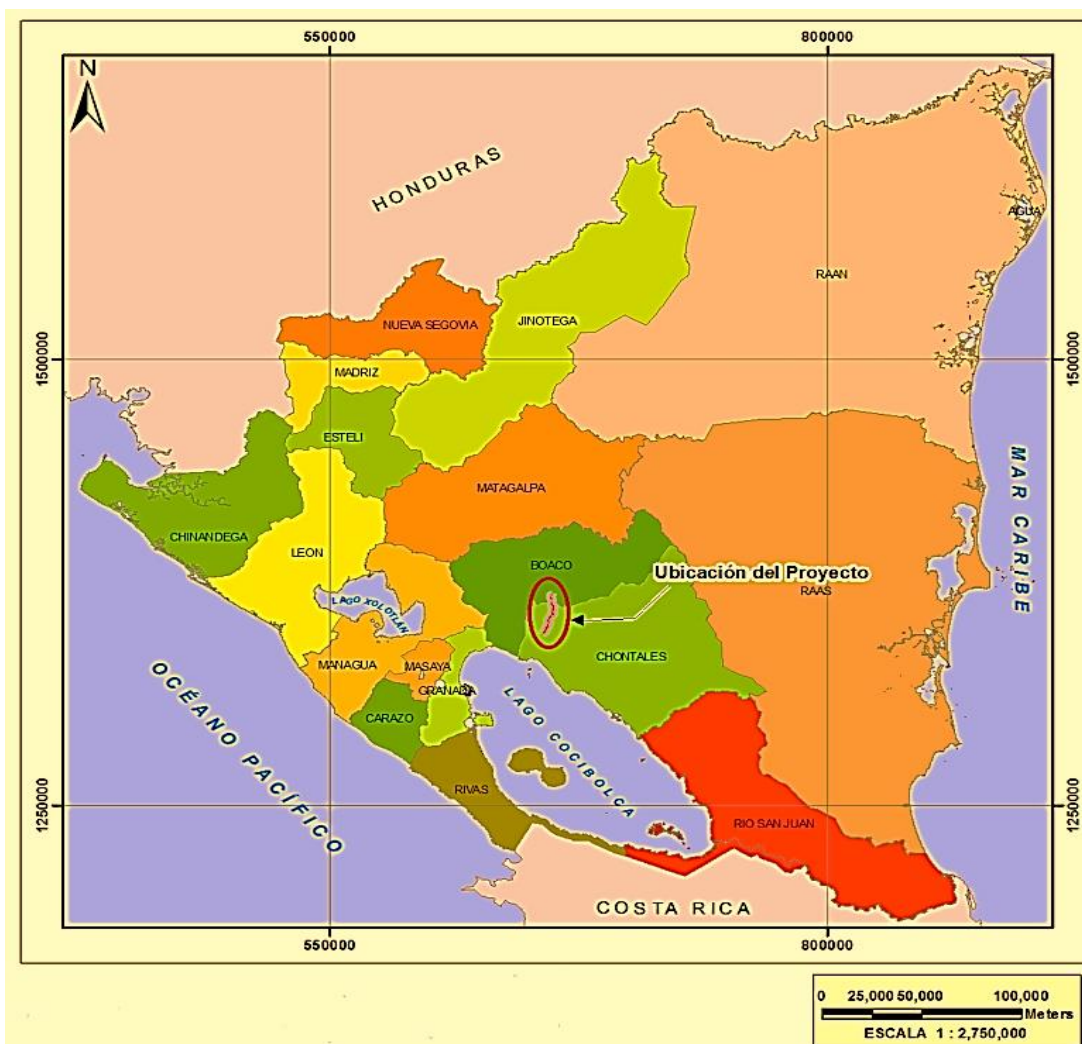 550000
800000
N
HONDURAS
AGUA
RAAN
JINOTEGA
NUEVA SEGOVIA
1500000
1500000
MADRIZ
ESTELI
MAR CARIBE
MATAGALPA
CHINANDEGA
LEON
BOACO
Ubicación del Proyecto
RAAS
LAGO XOLOTLAN
CHONTALES
MANAGUA
MASAYA
GRANADA
CARAZO
LAGO COCIBOLCA
OCÉANO PACÍFICO
RIVAS
1250000
1250000
RIO SAN JUAN
COSTA RICA
550000
800000
0 25,000 50,000 100,000
Meters
ESCALA 1 : 2,750,000